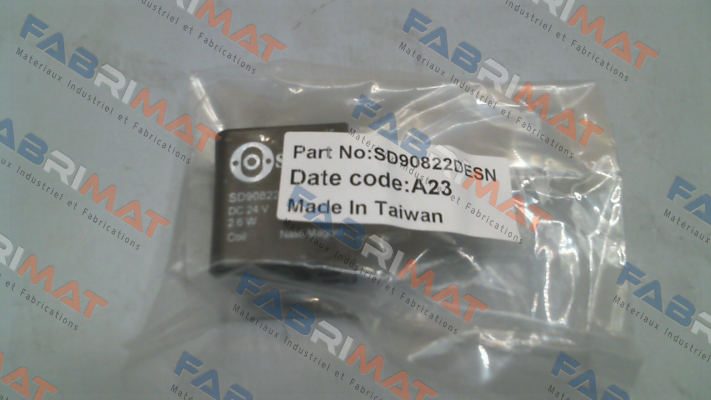 FABRIMAT
Matériaux Industriel et Fabrications
Part No:SD90822DESN
Date code:A23
Made In Taiwan
S
SD90822
DC 24 V
2.6 W
Coil